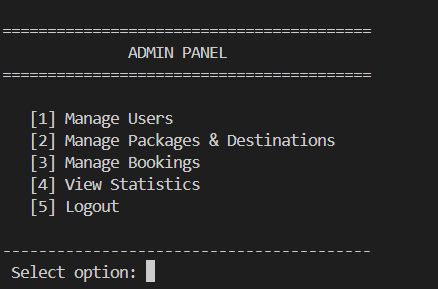 =========================================
ADMIN PANEL
=========================================
[1] Manage Users
[2] Manage Packages & Destinations
[3] Manage Bookings
[4] View Statistics
[5] Logout
-----------------------------------------
Select option: